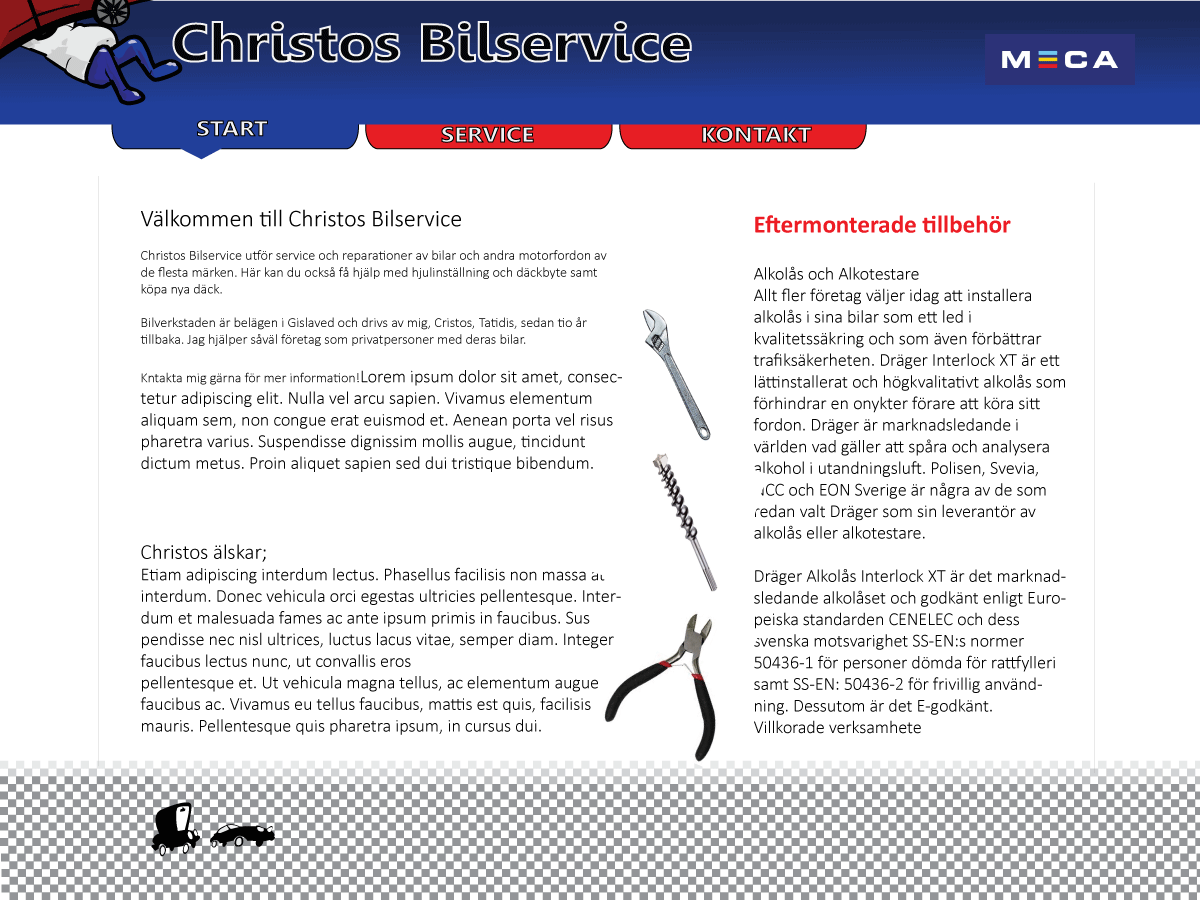 Christos Bilservice
MECA
START
SERVICE
KONTAKT
Välkommen till Christos Bilservice
Christos Bilservice utför service och reparationer av bilar och andra motorfordon av
de flesta märken. Här kan du också få hjälp med hjulinställning och däckbyte samt
köpa nya däck.
Bilverkstaden är belägen i Gislaved och drivs av mig, Cristos, Tatidis, sedan tio år
tillbaka. Jag hjälper såväl företag som privatpersoner med deras bilar.
Kntakta mig gärna för mer information!Lorem ipsum dolor sit amet, consec-
tetur adipiscing elit. Nulla vel arcu sapien. Vivamus elementum
aliquam sem, non congue erat euismod et. Aenean porta vel risus
pharetra varius. Suspendisse dignissim mollis augue, tincidunt
dictum metus. Proin aliquet sapien sed dui tristique bibendum.
Christos älskar;
Etiam adipiscing interdum lectus. Phasellus facilisis non massa
interdum. Donec vehicula orci egestas ultricies pellentesque. Inter-
dum et malesuada fames ac ante ipsum primis in faucibus. Sus
pendisse nec nisl ultrices, luctus lacus vitae, semper diam. Integer
faucibus lectus nunc, ut convallis eros
pellentesque et. Ut vehicula magna tellus, ac elementum augue
faucibus ac. Vivamus eu tellus faucibus, mattis est quis, facilisis
mauris. Pellentesque quis pharetra ipsum, in cursus dui.
Eftermonterade tillbehör
Alkolås och Alkotestare
Allt fler företag väljer idag att installera
alkolås i sina bilar som ett led i
kvalitetssäkring och som även förbättrar
trafiksäkerheten. Dräger Interlock XT är ett
lättinstallerat och högkvalitativt alkolås som
förhindrar en onykter förare att köra sitt
fordon. Dräger är marknadsledande i
världen vad gäller att spåra och analysera
alkohol i utandningsluft. Polisen, Svevia,
NCC och EON Sverige är några av de som
redan valt Dräger som sin leverantör av
alkolås eller alkotestare.
Dräger Alkolås Interlock XT är det marknad-
sledande alkolåset och godkänt enligt Euro-
peiska standarden CENELEC och dess
svenska motsvarighet SS-EN:s normer
50436-1 för personer dömda för rattfylleri
samt SS-EN: 50436-2 för frivillig använd-
ning. Dessutom är det E-godkänt.
Villkorade verksamhete